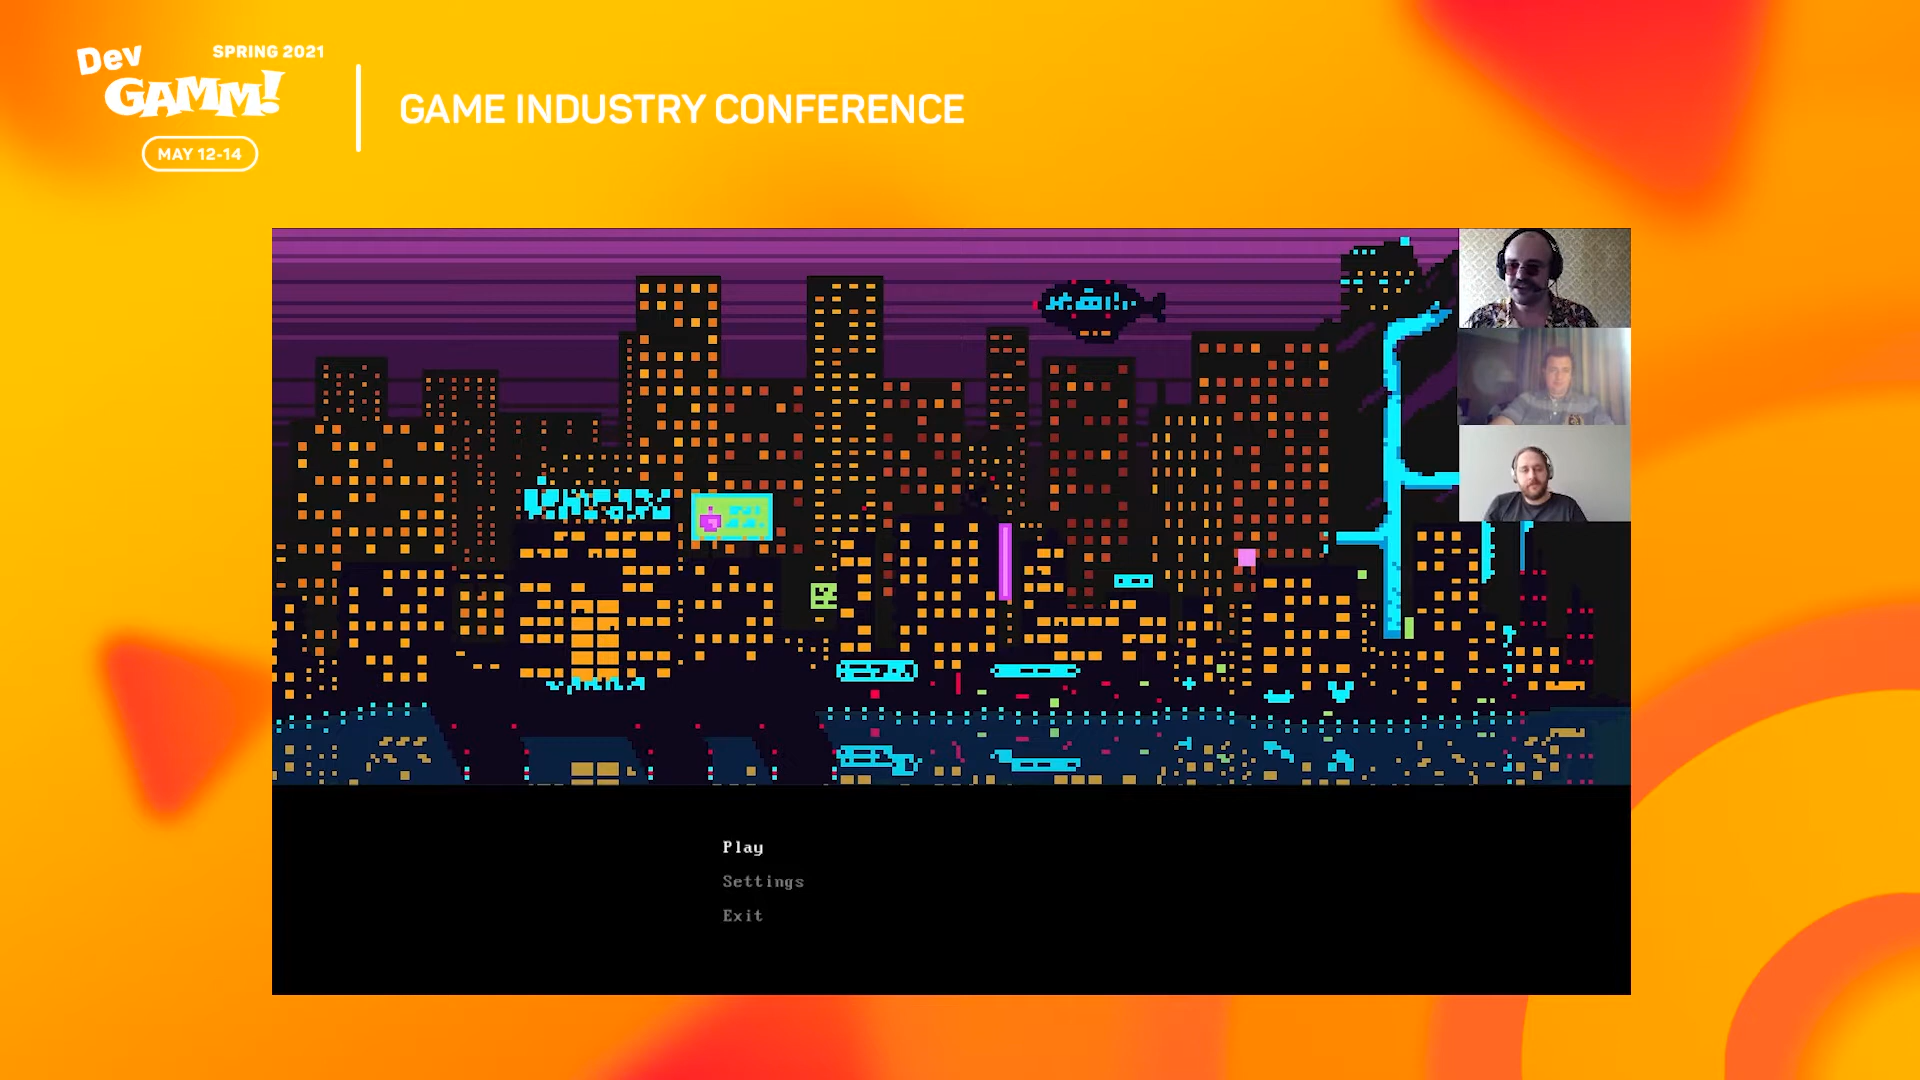 Dev
SPRING 2021
GAMM!
MAY 12-14
GAME INDUSTRY CONFERENCE
Play
Settings
Exit